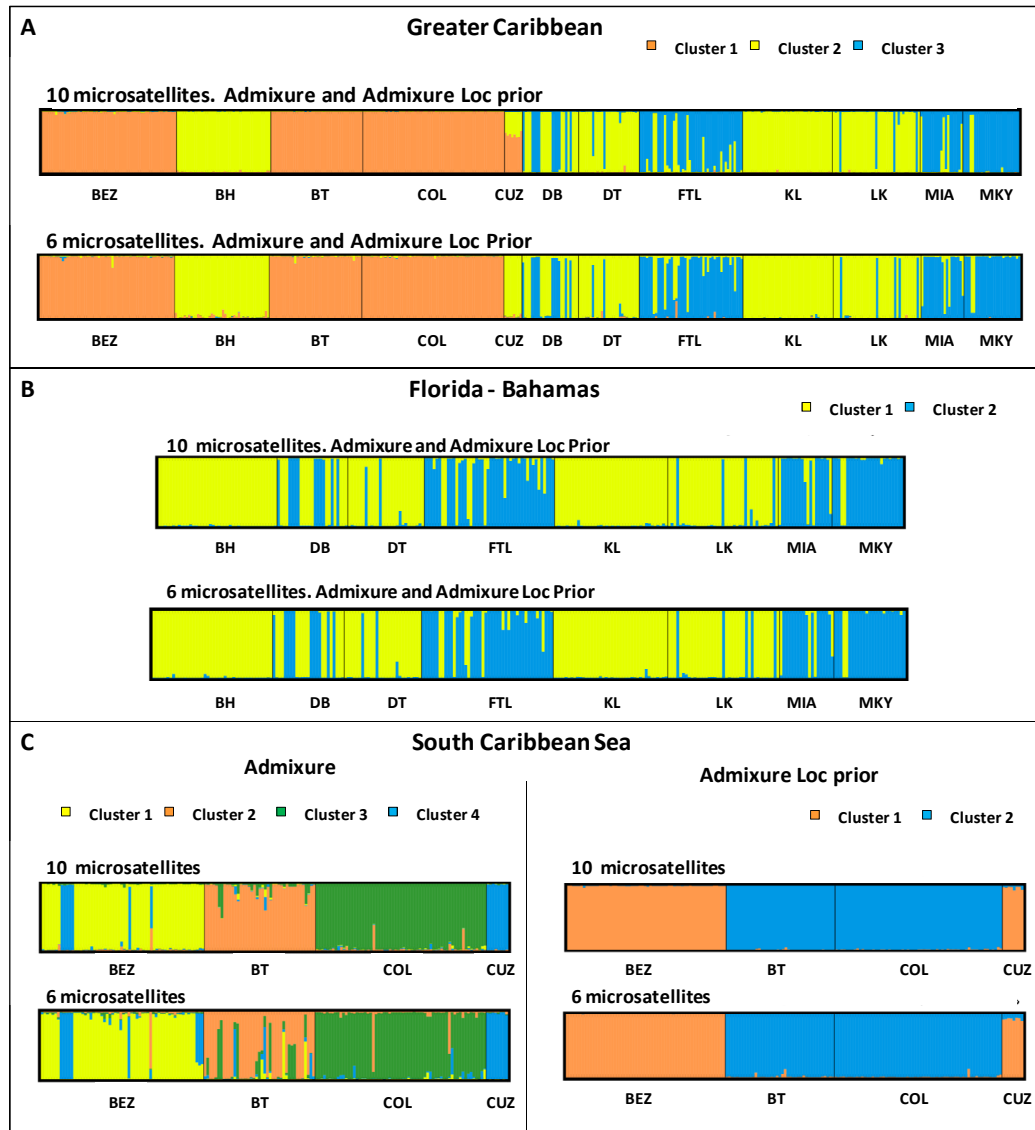 A
Greater Caribbean
Cluster 1 Cluster 2 Cluster 3
10 microsatellites. Admixure and Admixure Loc prior
BEZ BH BT COL CUZ DB DT FTL KL LK MIA MKY
6 microsatellites. Admixure and Admixure Loc Prior
BEZ BH BT COL CUZ DB DT FTL KL LK MIA MKY
B
Florida - Bahamas
Cluster 1 Cluster 2
10 microsatellites. Admixure and Admixure Loc Prior
BH DB DT FTL KL LK MIA MKY
6 microsatellites. Admixure and Admixure Loc Prior
BH DB DT FTL KL LK MIA MKY
C
South Caribbean Sea
Admixure
Cluster 1 Cluster 2 Cluster 3 Cluster 4
10 microsatellites
BEZ BT COL CUZ
6 microsatellites
BEZ BT COL CUZ
Admixure Loc prior
Cluster 1 Cluster 2
10 microsatellites
BEZ BT COL CUZ
6 microsatellites
BEZ BT COL CUZ